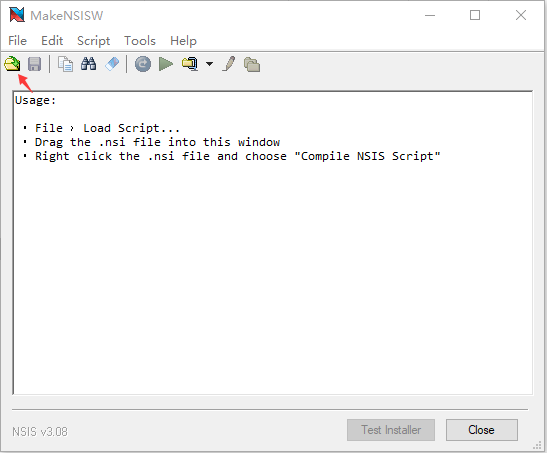 MakeNSISW
File Edit Script Tools Help
Usage:
• File › Load Script...
• Drag the .nsi file into this window
• Right click the .nsi file and choose "Compile NSIS Script"
NSIS v3.08
Test Installer
Close